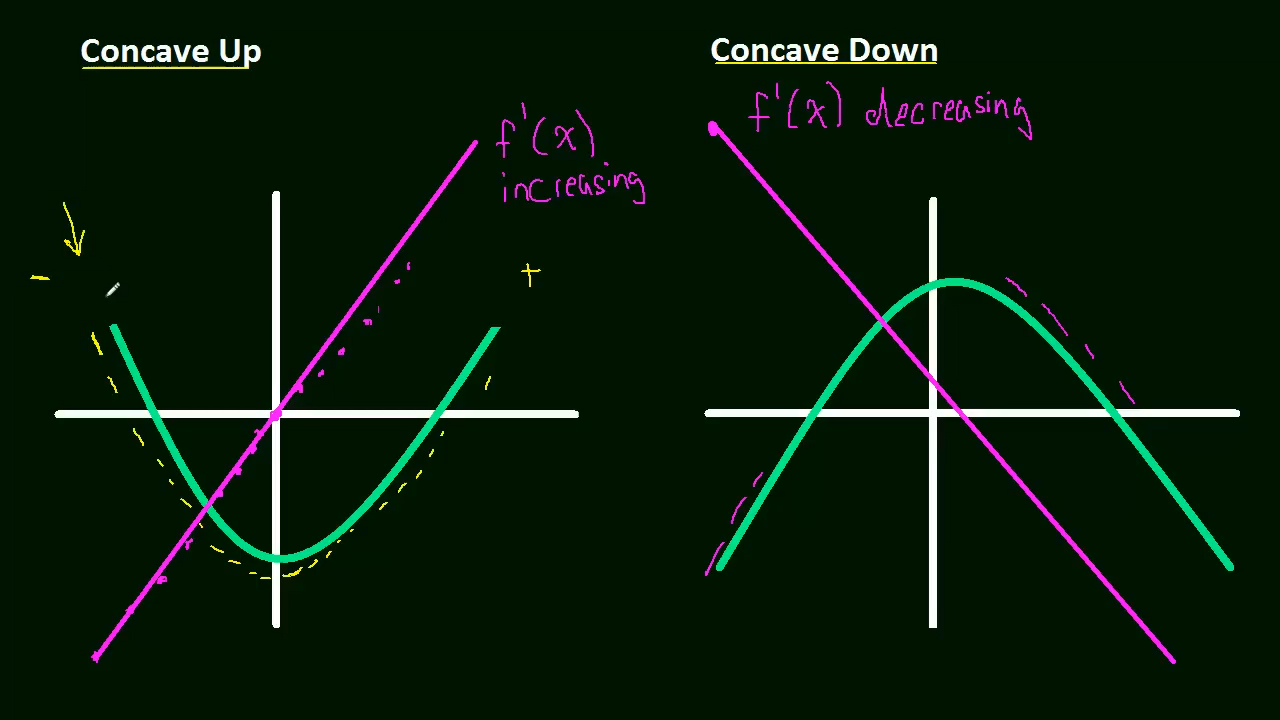 Concave Up
Concave Down
f'(x)
increasing
f'(x) decreasing
-
+